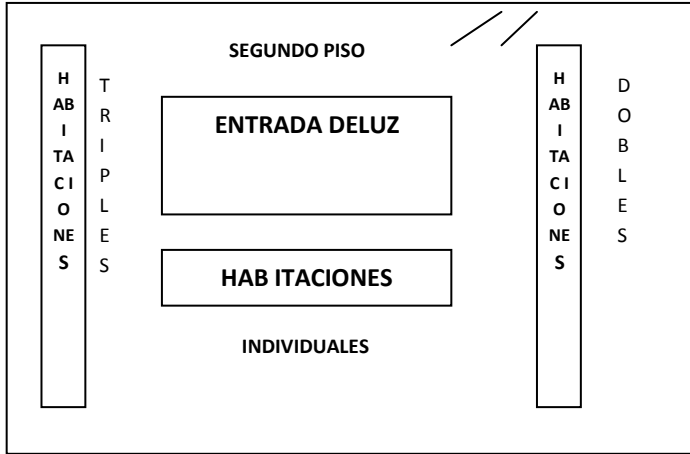 SEGUNDO PISO
H
AB
I
TA
C I
O
NE
S
T
R
I
P
L
E
S
ENTRADA DELUZ
HAB ITACIONES
INDIVIDUALES
H
AB
I
TA
C I
O
NE
S
D
O
B
L
E
S